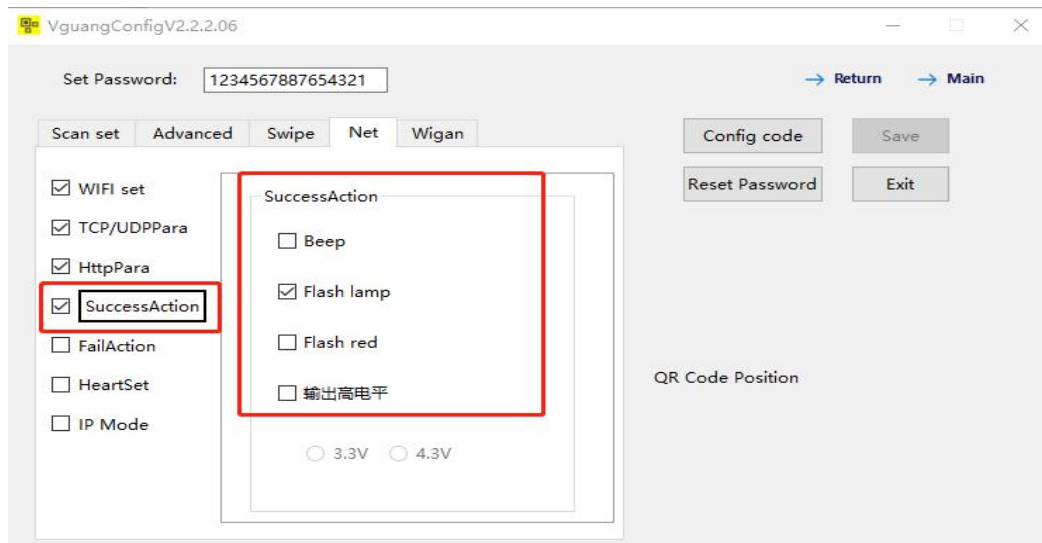 VguangConfigV2.2.2.06
Set Password: 1234567887654321
Return Main
Scan set Advanced Swipe Net Wigan
Config code Save
Reset Password Exit
WIFI set
TCP/UDPPara
HttpPara
SuccessAction
FailAction
HeartSet
IP Mode
SuccessAction
Beep
Flash lamp
Flash red
输出高电平
3.3V 4.3V
QR Code Position